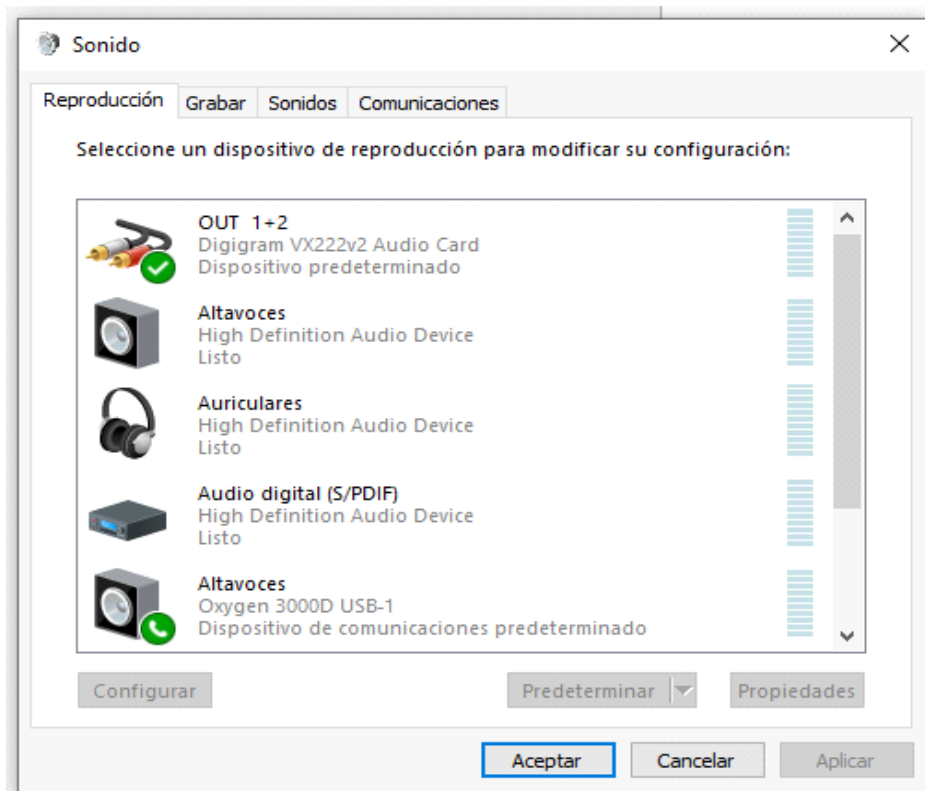 Sonido
Reproducción Grabar Sonidos Comunicaciones
Seleccione un dispositivo de reproducción para modificar su configuración:
OUT 1+2
Digigram VX222v2 Audio Card
Dispositivo predeterminado
Altavoces
High Definition Audio Device
Listo
Auriculares
High Definition Audio Device
Listo
Audio digital (S/PDIF)
High Definition Audio Device
Listo
Altavoces
Oxygen 3000D USB-1
Dispositivo de comunicaciones predeterminado
Configurar Predeterminar Propiedades
Aceptar Cancelar Aplicar